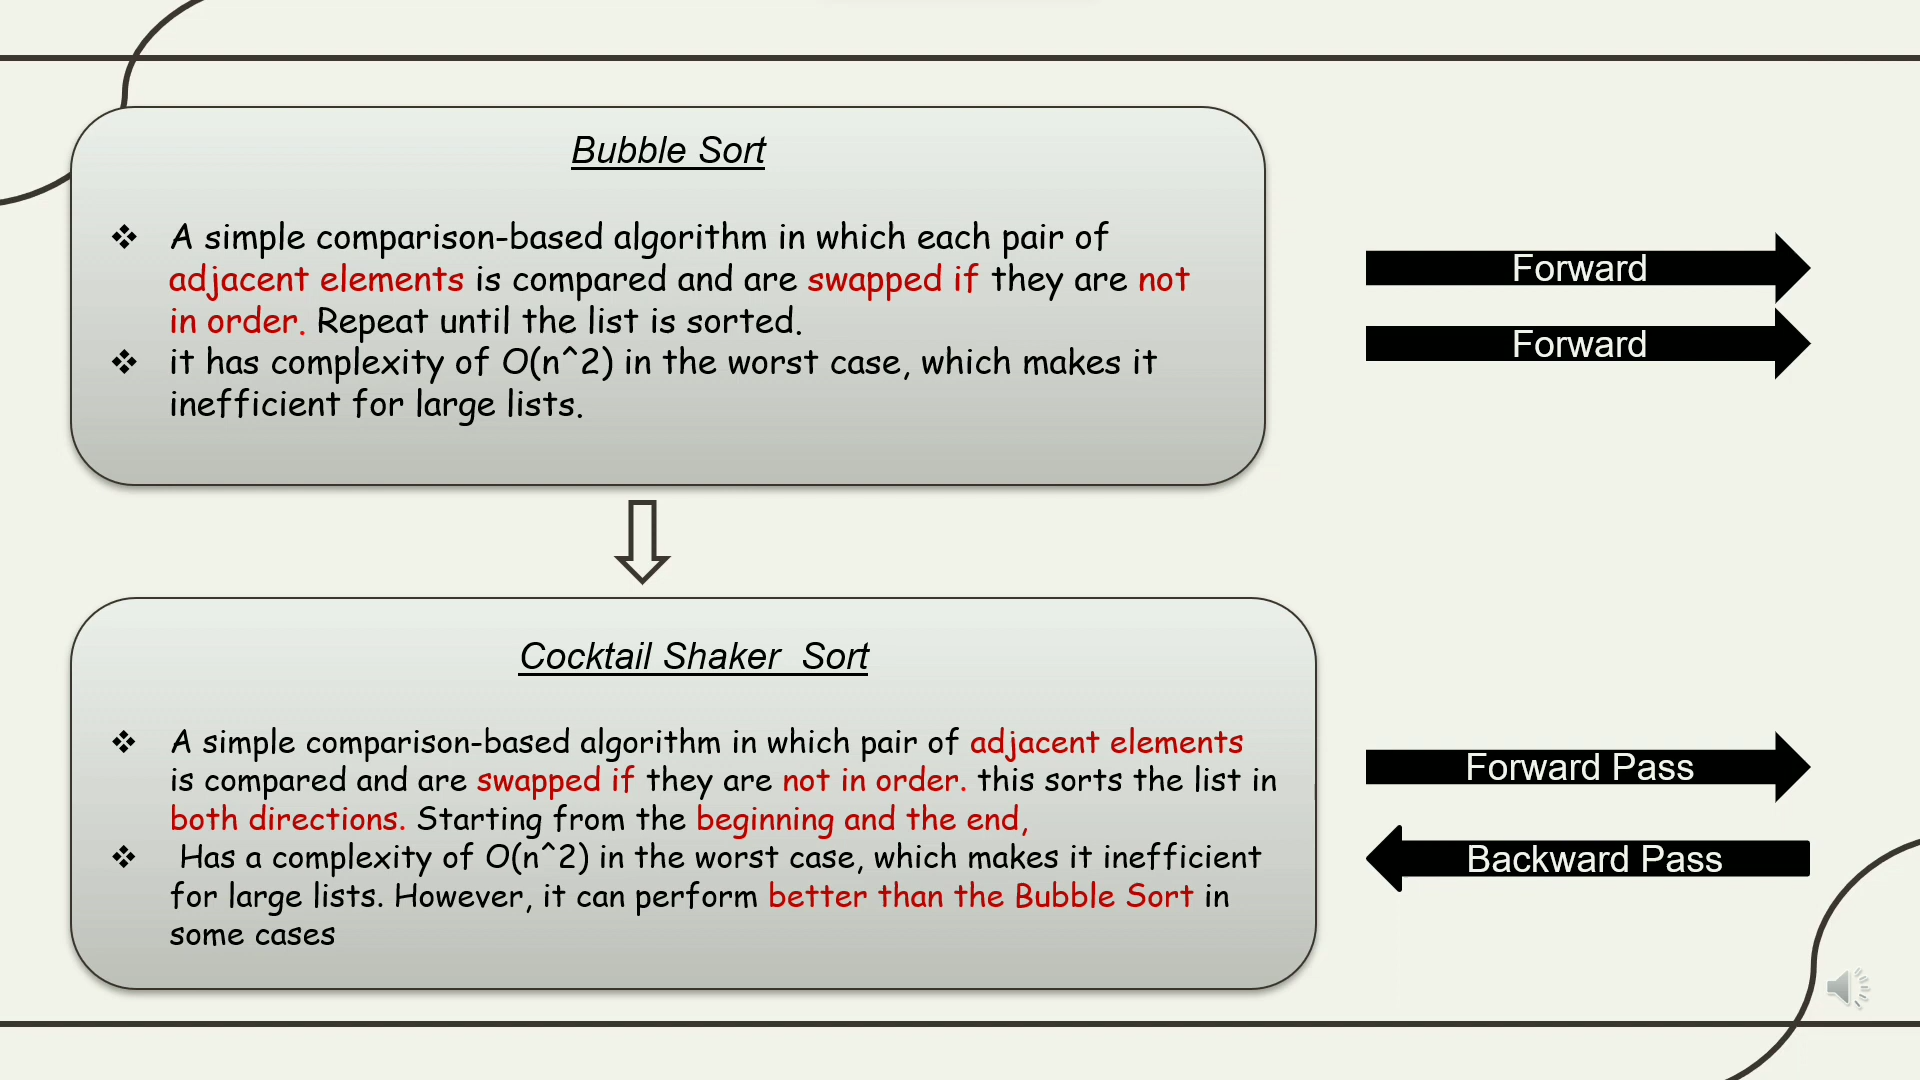 Bubble Sort
❖ A simple comparison-based algorithm in which each pair of
adjacent elements is compared and are swapped if they are not
in order. Repeat until the list is sorted.
❖ it has complexity of O(n^2) in the worst case, which makes it
inefficient for large lists.
Forward
Forward
Cocktail Shaker  Sort
❖ A simple comparison-based algorithm in which pair of adjacent elements
is compared and are swapped if they are not in order. this sorts the list in
both directions. Starting from the beginning and the end,
❖ Has a complexity of O(n^2) in the worst case, which makes it inefficient
for large lists. However, it can perform better than the Bubble Sort in
some cases
Forward Pass
Backward Pass